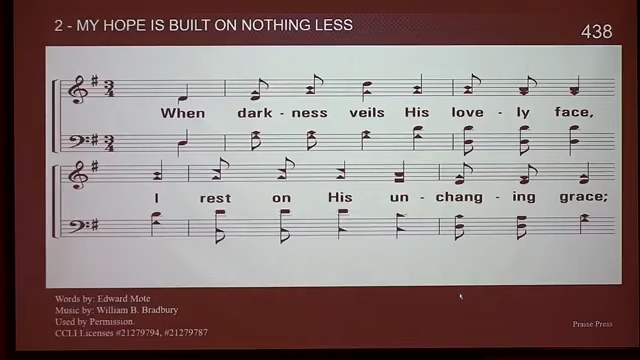 2 - MY HOPE IS BUILT ON NOTHING LESS
438
When dark - ness veils His love - ly face,
I rest on His un - chang - ing grace;
Words by: Edward Mote
Music by: William B. Bradbury
Used by Permission.
CCLI Licenses #21279794, #21279787
Praise Press